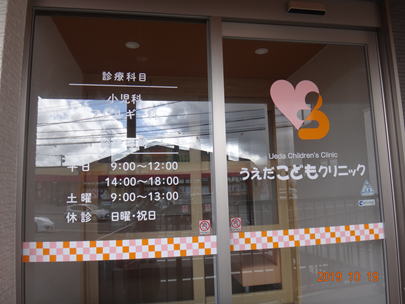 診療科目
小児科
平日 9:00～12:00
14:00～18:00
土曜 9:00～13:00
休診 日曜・祝日
Ueda Children's Clinic
うえだこどもクリニック
2019 10 18